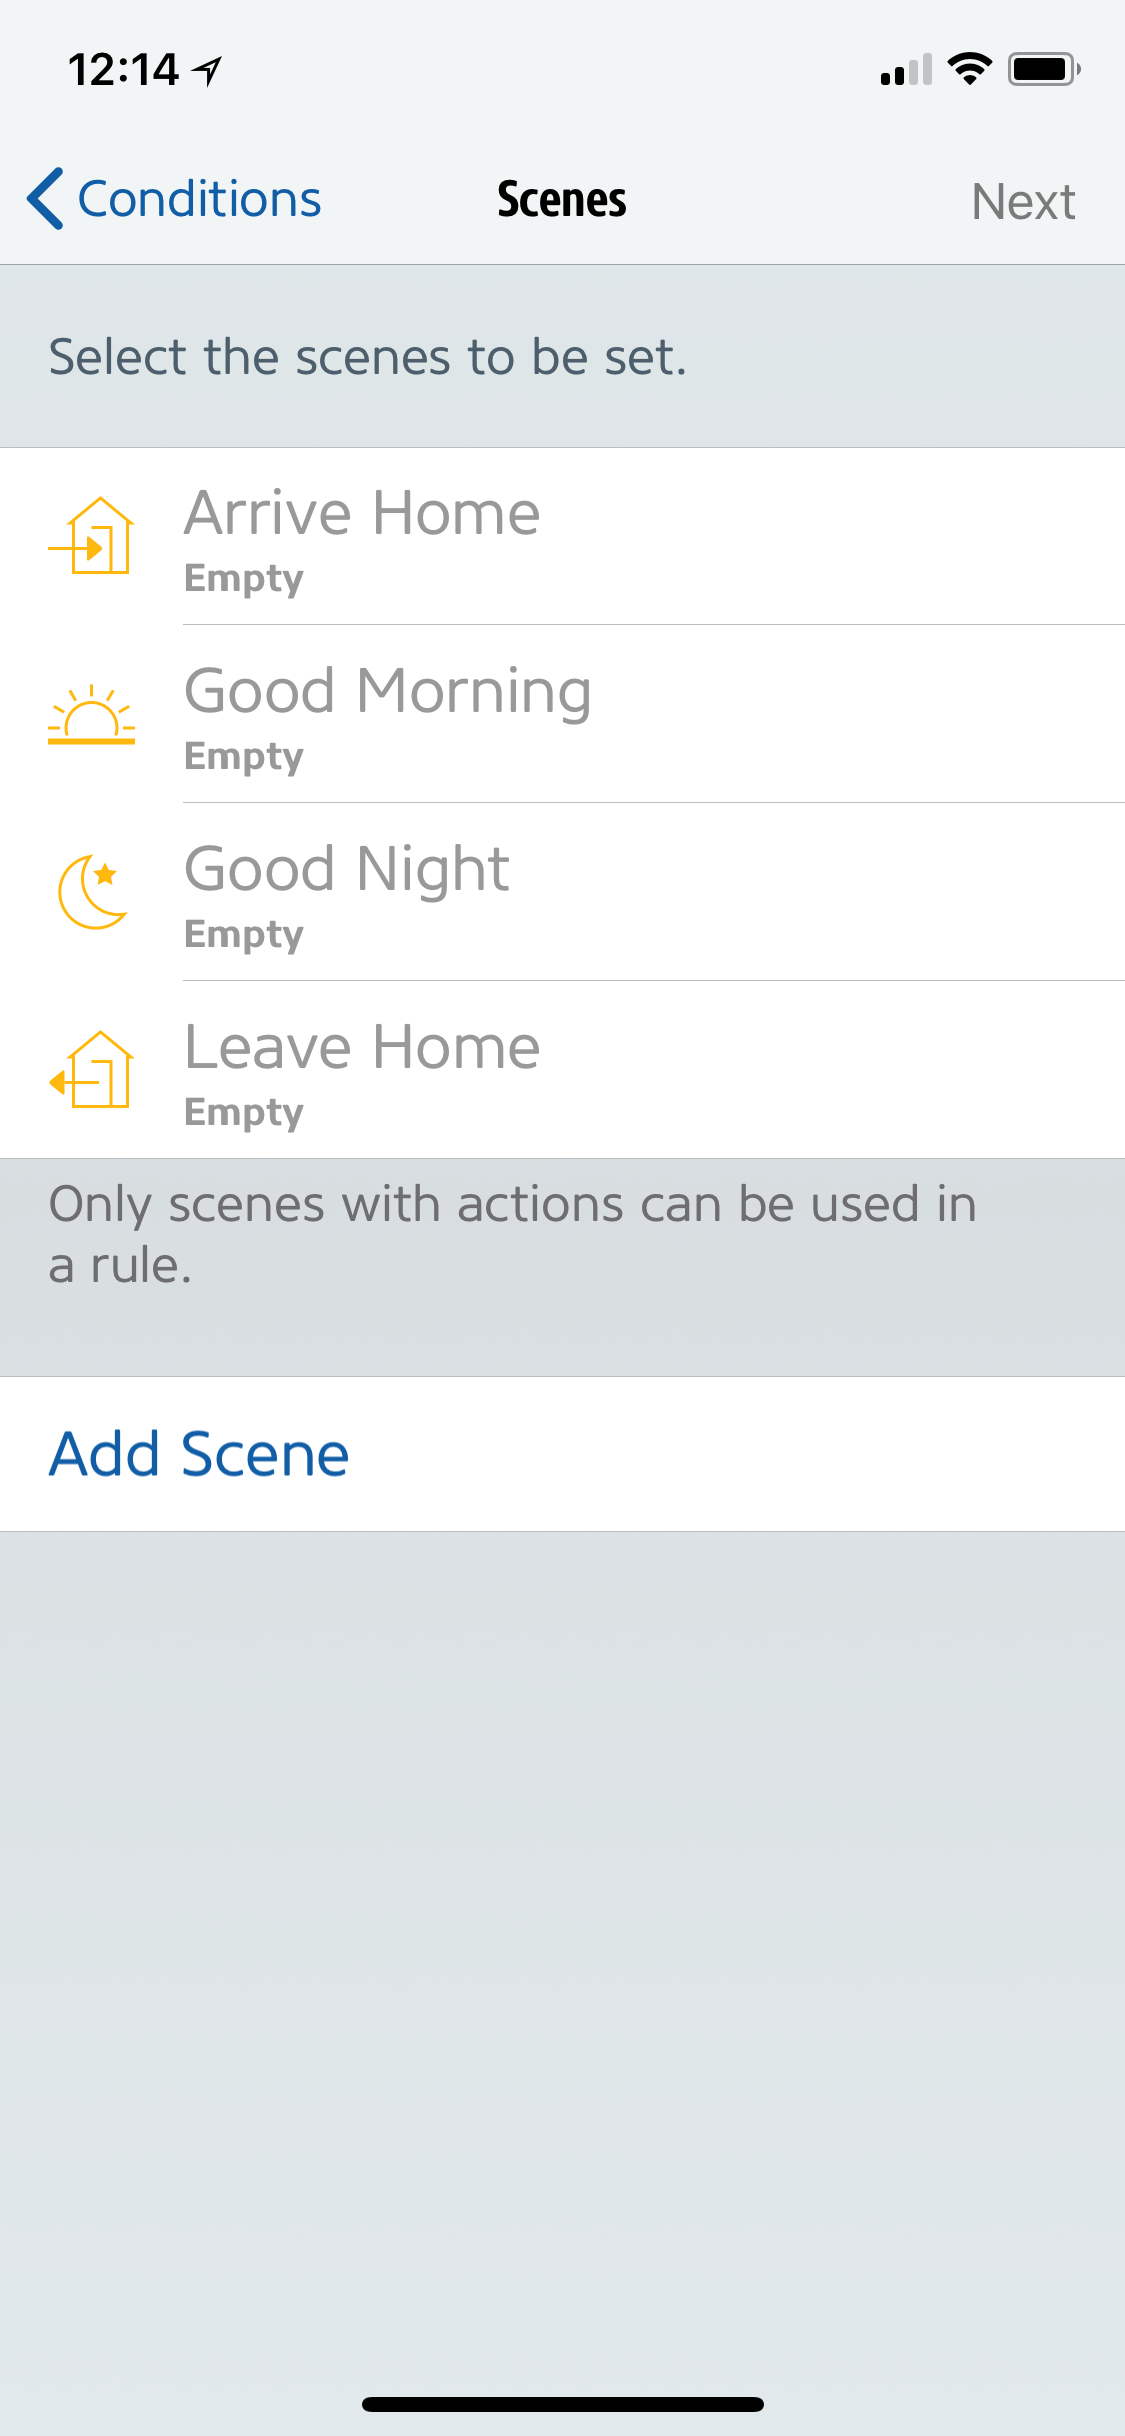 12:14
Conditions
Scenes
Next
Select the scenes to be set.
Arrive Home
Empty
Good Morning
Empty
Good Night
Empty
Leave Home
Empty
Only scenes with actions can be used in
a rule.
Add Scene